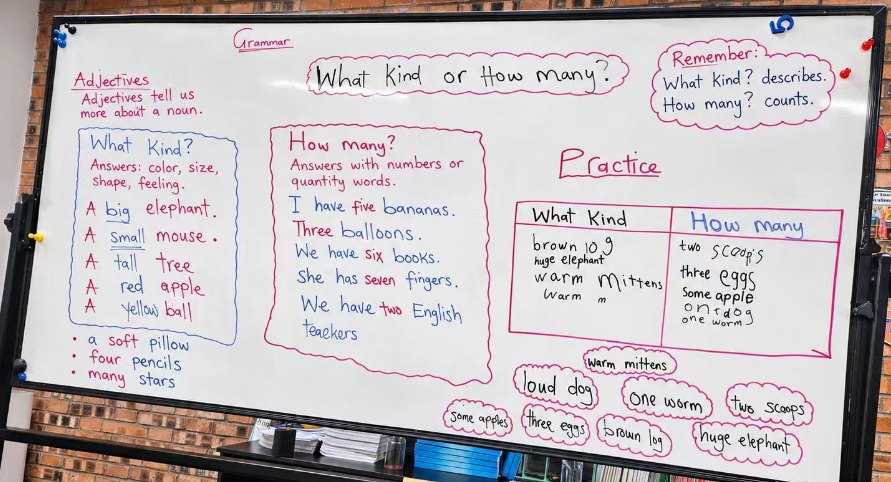 Grammar
5
What Kind or How many?
Remember:
What Kind? describes.
How many? counts.
Adjectives
Adjectives tell us
more about a noun.
What Kind?
Answers: color, size,
shape, feeling.
A big elephant.
A small mouse.
A tall tree
A red apple
A yellow ball
• a soft pillow
• four pencils
• many stars
How many?
Answers with numbers or
quantity words.
I have five bananas.
Three balloons.
We have six books.
She has seven fingers.
We have two English
teackers
Practice
What Kind
brown log
huge elephant
warm mittens
warm m
How many
two scoop's
three eggs
some apple
one dog
one worm
warm mittens
loud dog
one worm
two scoops
some apples
three eggs
brown log
huge elephant